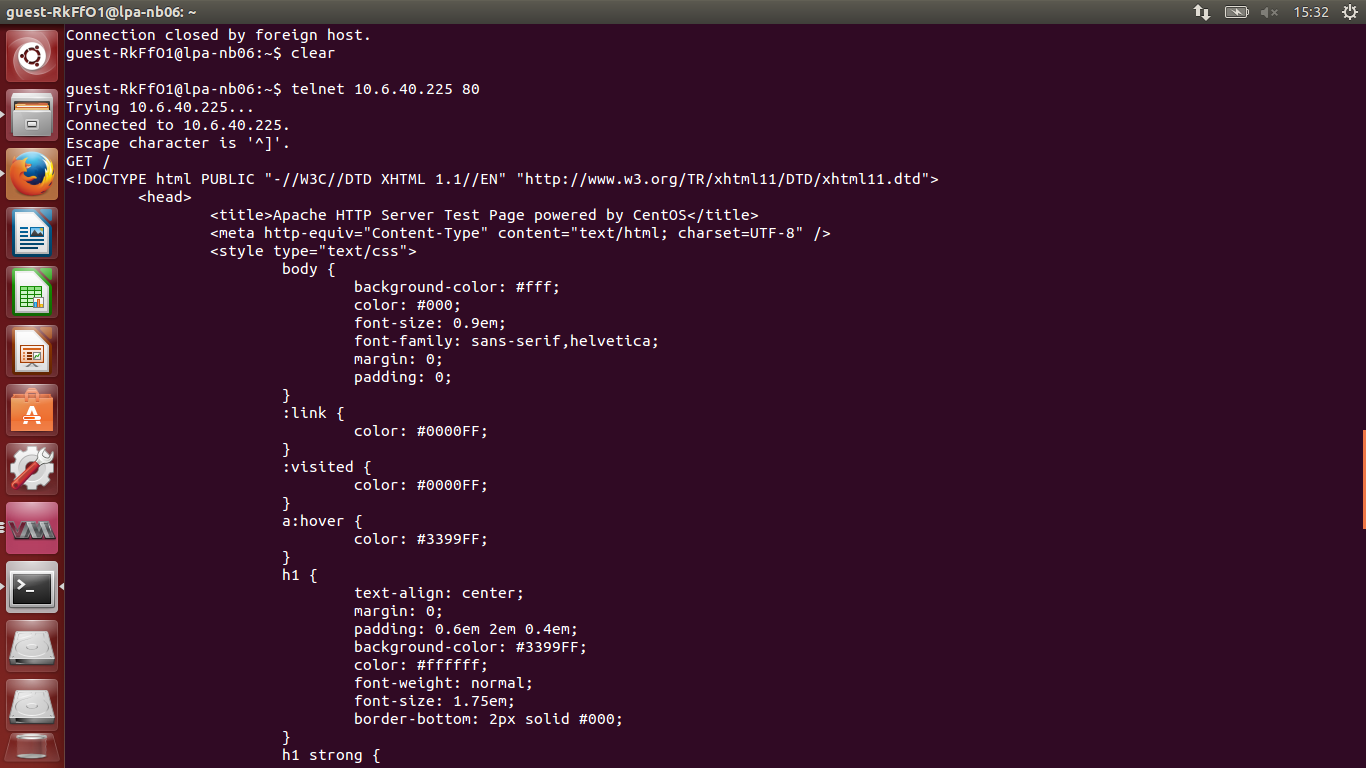 guest-RkFfO1@lpa-nb06: ~
15:32
Connection closed by foreign host.
guest-RkFfO1@lpa-nb06:~$ clear
guest-RkFfO1@lpa-nb06:~$ telnet 10.6.40.225 80
Trying 10.6.40.225...
Connected to 10.6.40.225.
Escape character is '^]'.
GET /
<!DOCTYPE html PUBLIC "-//W3C//DTD XHTML 1.1//EN" "http://www.w3.org/TR/xhtml11/DTD/xhtml11.dtd">
<head>
<title>Apache HTTP Server Test Page powered by CentOS</title>
<meta http-equiv="Content-Type" content="text/html; charset=UTF-8" />
<style type="text/css">
body {
background-color: #fff;
color: #000;
font-size: 0.9em;
font-family: sans-serif,helvetica;
margin: 0;
padding: 0;
}
:link {
color: #0000FF;
}
:visited {
color: #0000FF;
}
a:hover {
color: #3399FF;
}
h1 {
text-align: center;
margin: 0;
padding: 0.6em 2em 0.4em;
background-color: #3399FF;
color: #ffffff;
font-weight: normal;
font-size: 1.75em;
border-bottom: 2px solid #000;
}
h1 strong {